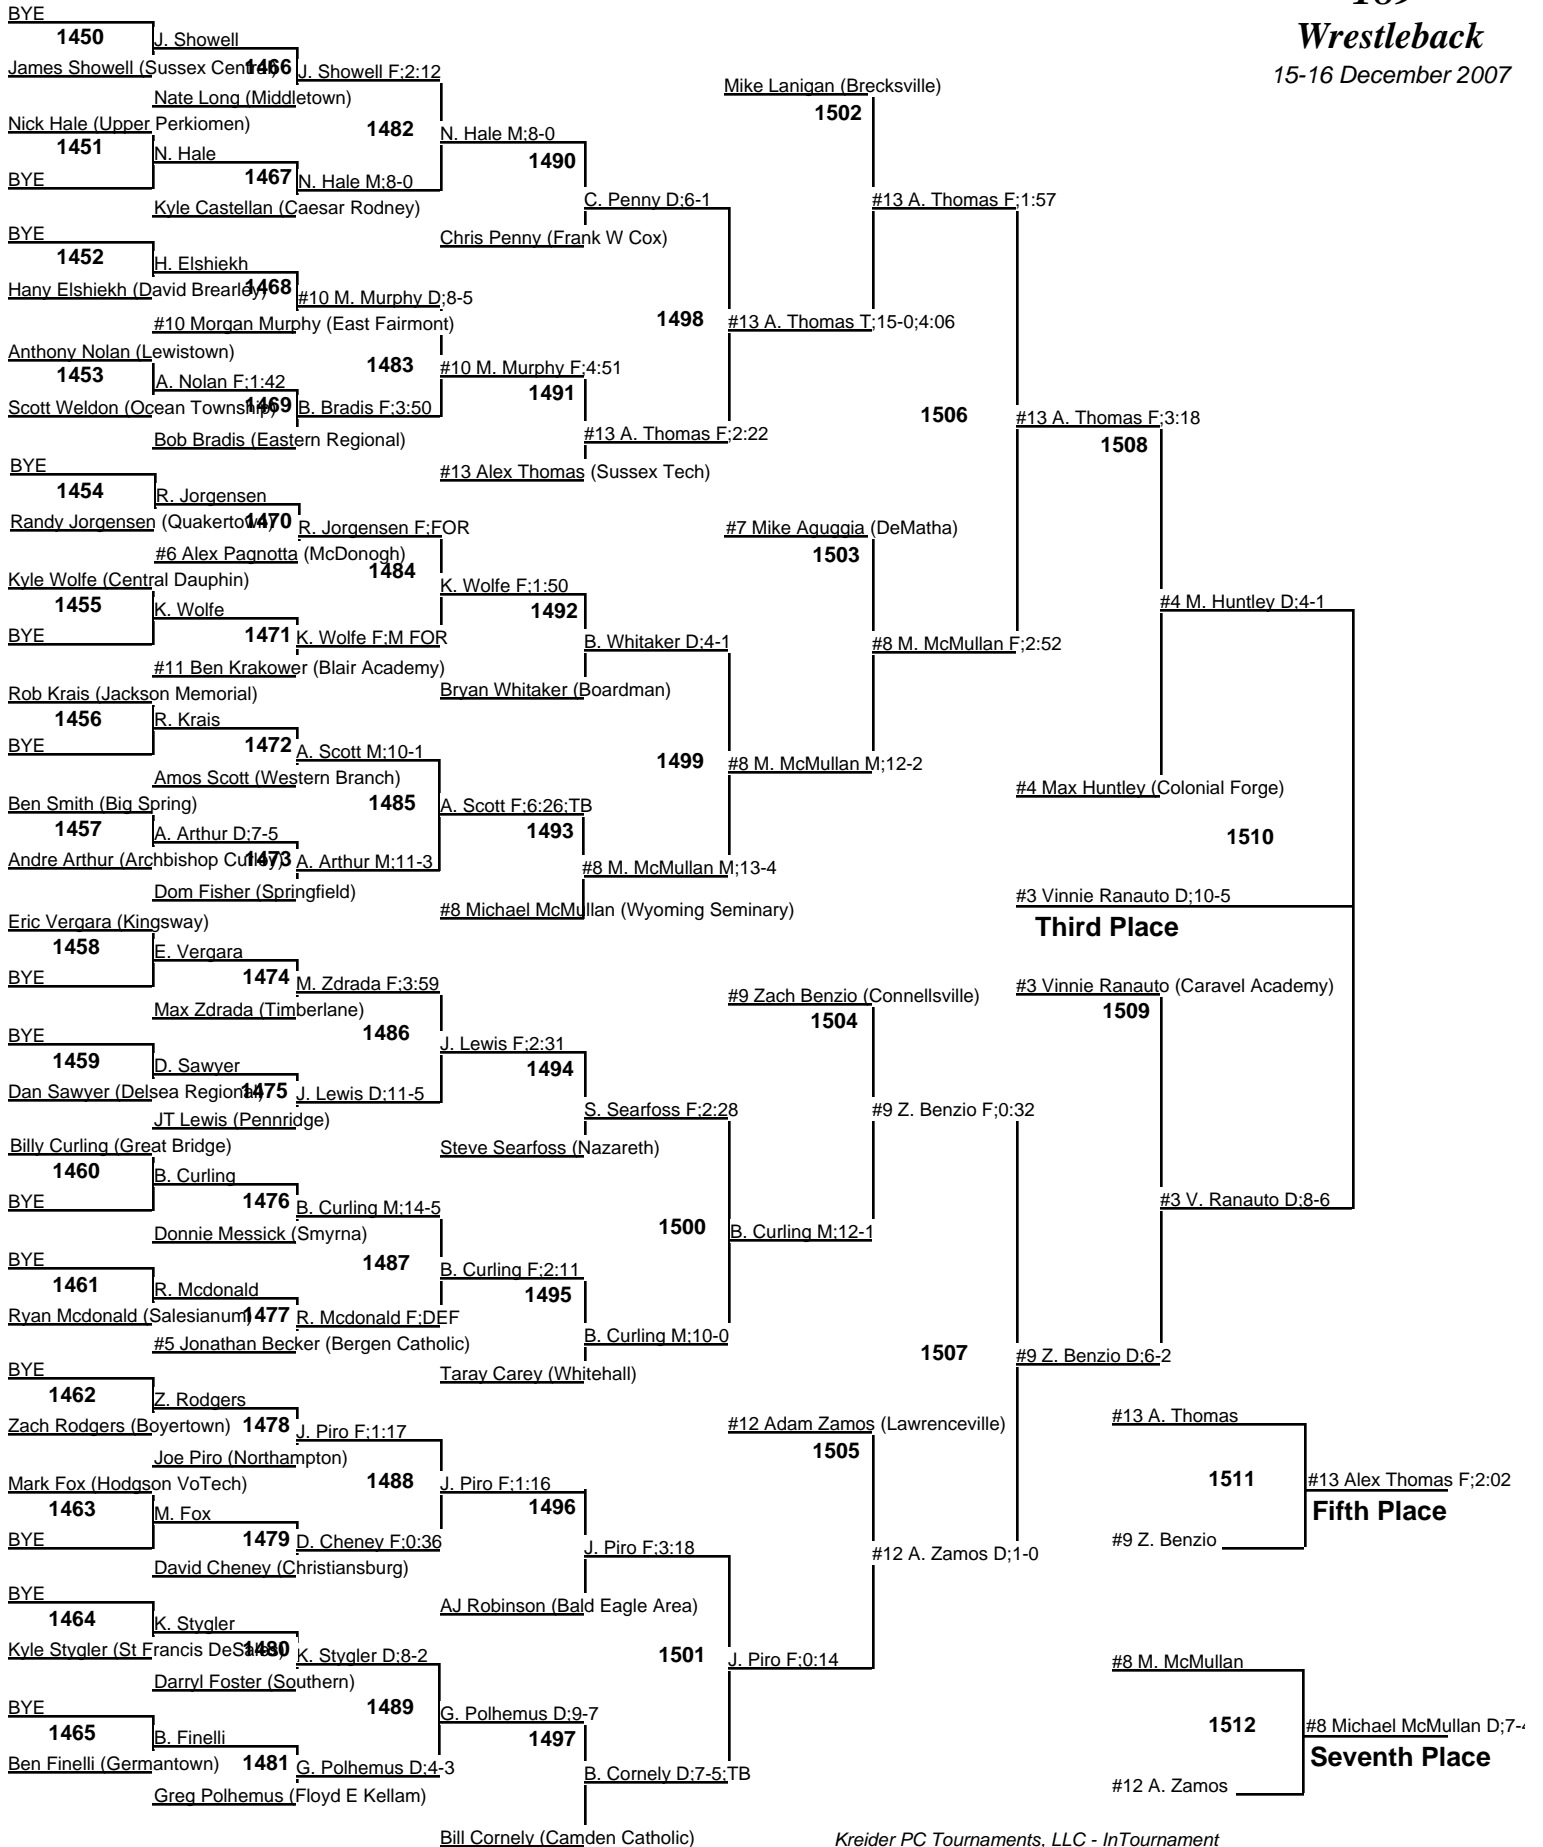 189
Wrestleback
15-16 December 2007
BYE
1450
J. Showell
James Showell (Sussex Central)
1466
J. Showell F;2:12
Nate Long (Middletown)
1482
Nick Hale (Upper Perkiomen)
1451
N. Hale
BYE
1467
N. Hale M;8-0
Kyle Castellan (Caesar Rodney)
N. Hale M;8-0
1490
C. Penny D;6-1
Chris Penny (Frank W Cox)
BYE
1452
H. Elshiekh
Hany Elshiekh (David Brearley)
1468
#10 M. Murphy D;8-5
#10 Morgan Murphy (East Fairmont)
1483
Anthony Nolan (Lewistown)
1453
A. Nolan F;1:42
Scott Weldon (Ocean Township)
1469
B. Bradis F;3:50
Bob Bradis (Eastern Regional)
#10 M. Murphy F;4:51
1491
#13 A. Thomas F;2:22
#13 Alex Thomas (Sussex Tech)
1498
#13 A. Thomas T;15-0;4:06
Mike Lanigan (Brecksville)
1502
#13 A. Thomas F;1:57
BYE
1454
R. Jorgensen
Randy Jorgensen (Quakertown)
1470
R. Jorgensen F;FOR
#6 Alex Pagnotta (McDonogh)
1484
Kyle Wolfe (Central Dauphin)
1455
K. Wolfe
BYE
1471
K. Wolfe F;M FOR
#11 Ben Krakower (Blair Academy)
K. Wolfe F;1:50
1492
B. Whitaker D;4-1
Bryan Whitaker (Boardman)
Rob Krais (Jackson Memorial)
1456
R. Krais
BYE
1472
A. Scott M;10-1
Amos Scott (Western Branch)
1485
Ben Smith (Big Spring)
1457
A. Arthur D;7-5
Andre Arthur (Archbishop Curley)
1473
A. Arthur M;11-3
Dom Fisher (Springfield)
A. Scott F;6:26;TB
1493
#8 M. McMullan M;13-4
#8 Michael McMullan (Wyoming Seminary)
1499
#8 M. McMullan M;12-2
#7 Mike Aguggia (DeMatha)
1503
#8 M. McMullan F;2:52
1506
#13 A. Thomas F;3:18
1508
#4 M. Huntley D;4-1
#4 Max Huntley (Colonial Forge)
1510
#3 Vinnie Ranauto D;10-5
Third Place
Eric Vergara (Kingsway)
1458
E. Vergara
BYE
1474
M. Zdrada F;3:59
Max Zdrada (Timberlane)
1486
BYE
1459
D. Sawyer
Dan Sawyer (Delsea Regional)
1475
J. Lewis D;11-5
JT Lewis (Pennridge)
J. Lewis F;2:31
1494
S. Searfoss F;2:28
Steve Searfoss (Nazareth)
Billy Curling (Great Bridge)
1460
B. Curling
BYE
1476
B. Curling M;14-5
Donnie Messick (Smyrna)
1487
BYE
1461
R. Mcdonald
Ryan Mcdonald (Salesianum)
1477
R. Mcdonald F;DEF
#5 Jonathan Becker (Bergen Catholic)
B. Curling F;2:11
1495
B. Curling M;10-0
Taray Carey (Whitehall)
1500
B. Curling M;12-1
#9 Zach Benzio (Connellsville)
1504
#9 Z. Benzio F;0:32
BYE
1462
Z. Rodgers
Zach Rodgers (Boyertown)
1478
J. Piro F;1:17
Joe Piro (Northampton)
1488
Mark Fox (Hodgson VoTech)
1463
M. Fox
BYE
1479
D. Cheney F;0:36
David Cheney (Christiansburg)
J. Piro F;1:16
1496
J. Piro F;3:18
AJ Robinson (Bald Eagle Area)
BYE
1464
K. Stygler
Kyle Stygler (St Francis DeSales)
1480
K. Stygler D;8-2
Darryl Foster (Southern)
1489
BYE
1465
B. Finelli
Ben Finelli (Germantown)
1481
G. Polhemus D;4-3
Greg Polhemus (Floyd E Kellam)
G. Polhemus D;9-7
1497
B. Cornely D;7-5;TB
Bill Cornely (Camden Catholic)
1501
J. Piro F;0:14
#12 Adam Zamos (Lawrenceville)
1505
#12 A. Zamos D;1-0
1507
#9 Z. Benzio D;6-2
#3 Vinnie Ranauto (Caravel Academy)
1509
#3 V. Ranauto D;8-6
#13 A. Thomas
1511
#13 Alex Thomas F;2:02
Fifth Place
#9 Z. Benzio
#8 M. McMullan
1512
#8 Michael McMullan D;7-
Seventh Place
#12 A. Zamos
Kreider PC Tournaments, LLC - InTournament